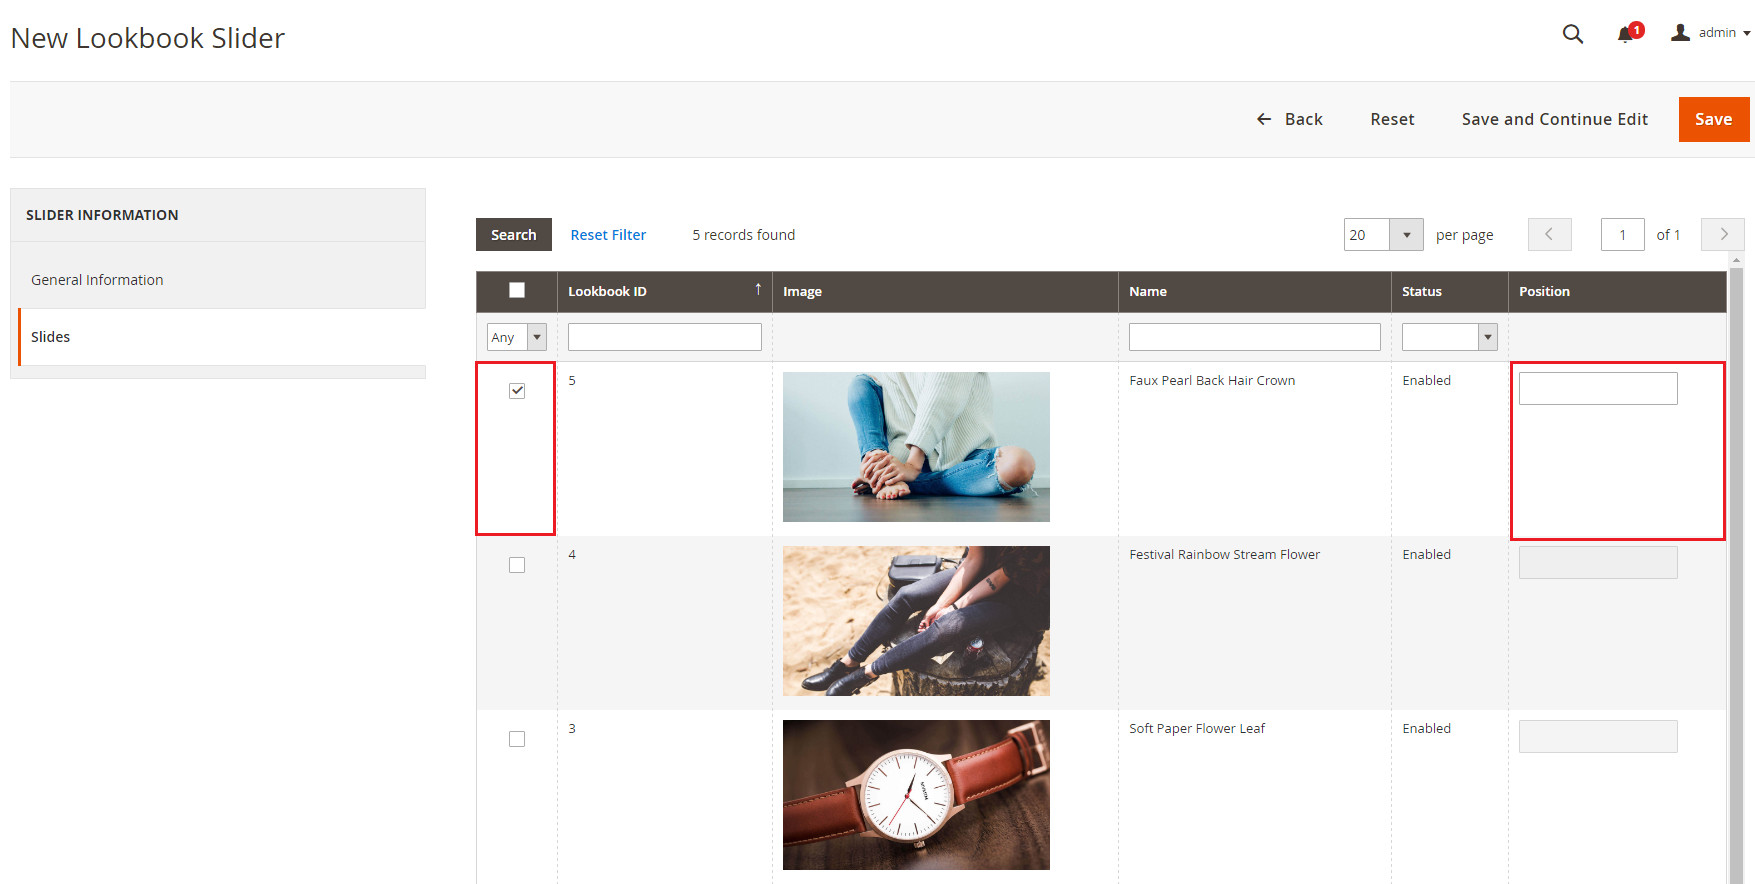 New Lookbook Slider
1
admin
Back Reset Save and Continue Edit Save
SLIDER INFORMATION
General Information
Slides
Search Reset Filter 5 records found 20 per page 1 of 1
Lookbook ID ↑ Image Name Status Position
Any
5 Faux Pearl Back Hair Crown Enabled
4 Festival Rainbow Stream Flower Enabled
3 Soft Paper Flower Leaf Enabled